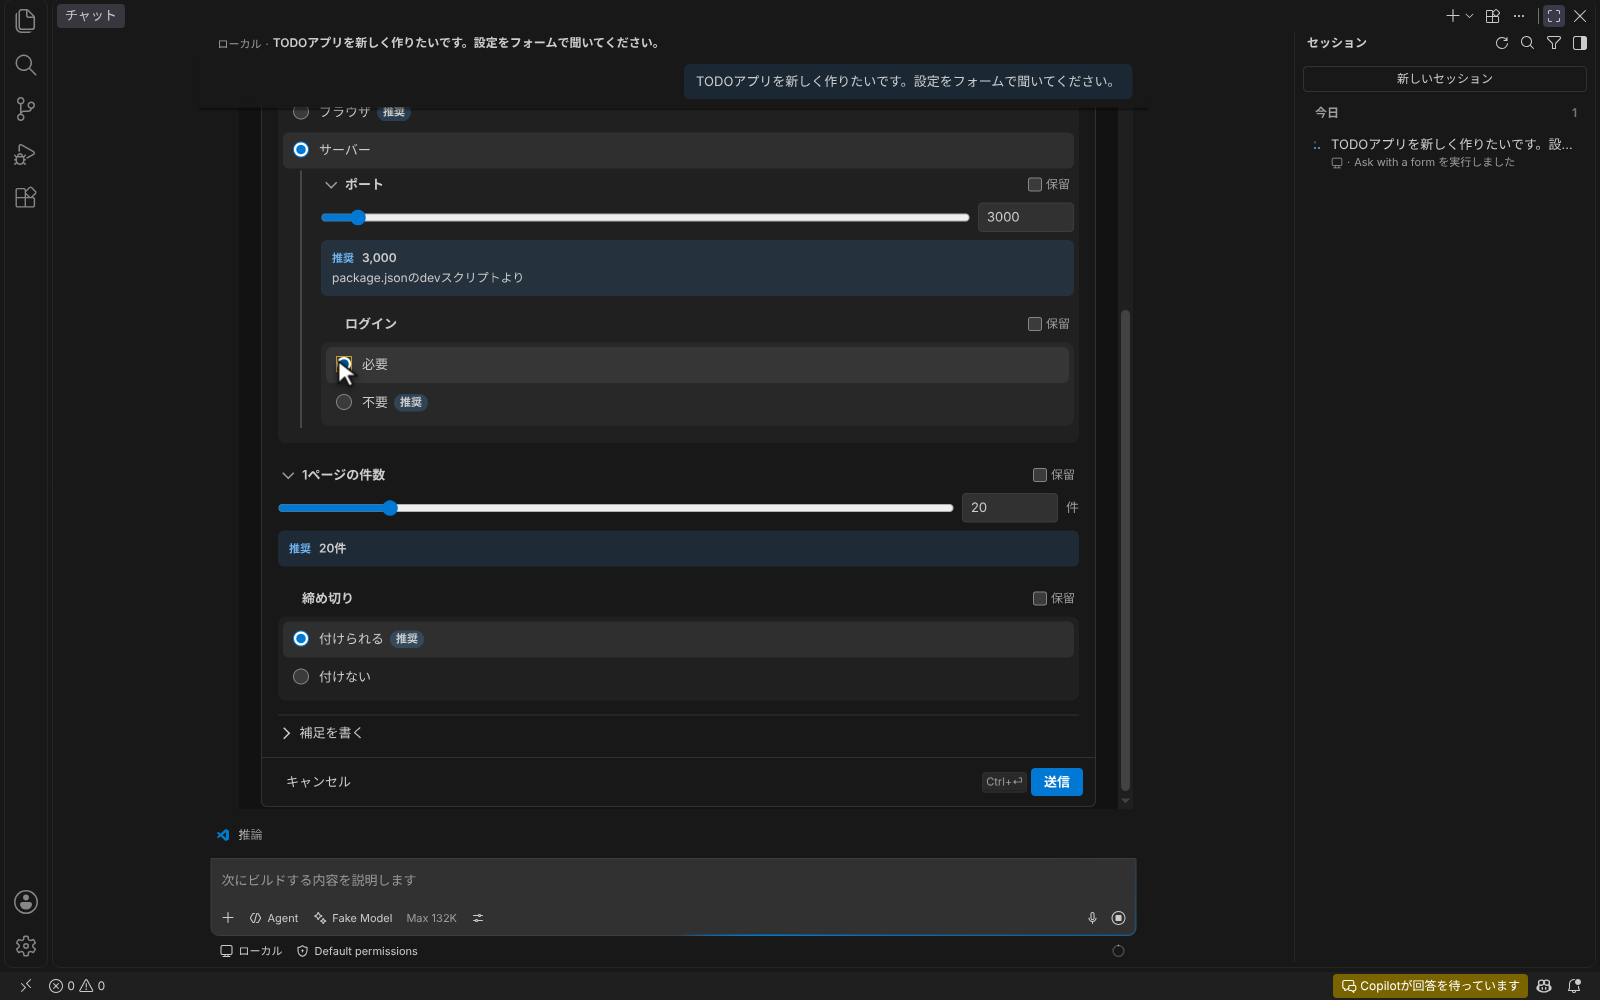 チャット
ローカル · TODOアプリを新しく作りたいです。設定をフォームで聞いてください。
TODOアプリを新しく作りたいです。設定をフォームで聞いてください。
ブラウザ 推奨
サーバー
ポート
保留
3000
推奨 3,000
package.jsonのdevスクリプトより
ログイン
保留
必要
不要 推奨
1ページの件数
保留
20 件
推奨 20件
締め切り
保留
付けられる 推奨
付けない
補足を書く
キャンセル
Ctrl+⏎ 送信
推論
次にビルドする内容を説明します
Agent Fake Model Max 132K
ローカル Default permissions
セッション
新しいセッション
今日 1
TODOアプリを新しく作りたいです。設...
· Ask with a form を実行しました
0 0
Copilotが回答を待っています